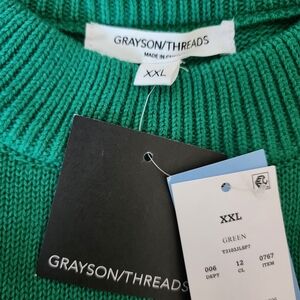 GRAYSON/THREADS
MADE IN
XXL
GRAYSON/THREADS
XXL
GREEN
006 12 0767
DEPT CL ITEM